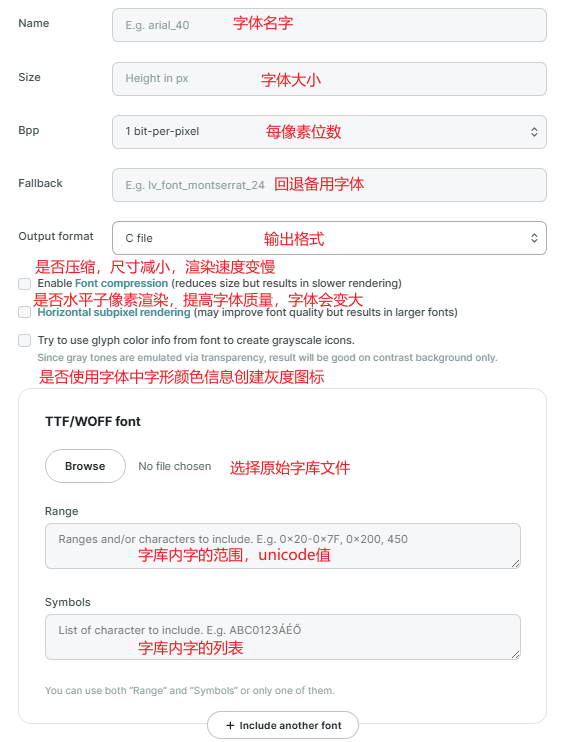 Name
E.g. arial_40 字体名字
Size
Height in px 字体大小
Bpp
1 bit-per-pixel 每像素位数
Fallback
E.g. lv_font_montserrat_24 回退备用字体
Output format
C file 输出格式
是否压缩，尺寸减小，渲染速度变慢
Enable Font compression (reduces size but results in slower rendering)
是否水平子像素渲染，提高字体质量，字体会变大
Horizontal subpixel rendering (may improve font quality but results in larger fonts)
Try to use glyph color info from font to create grayscale icons.
Since gray tones are emulated via transparency, result will be good on contrast background only.
是否使用字体中字形颜色信息创建灰度图标
TTF/WOFF font
Browse No file chosen 选择原始字库文件
Range
Ranges and/or characters to include. E.g. 0×20-0×7F, 0×200, 450
字库内字的范围，unicode值
Symbols
List of character to include. E.g. ABC0123ÁÉŐ
字库内字的列表
You can use both "Range" and "Symbols" or only one of them.
+ Include another font